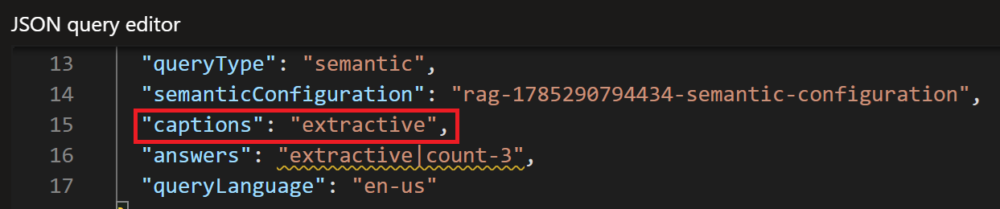 JSON query editor
13 "queryType": "semantic",
14 "semanticConfiguration": "rag-1785290794434-semantic-configuration",
15 "captions": "extractive",
16 "answers": "extractive|count-3",
17 "queryLanguage": "en-us"